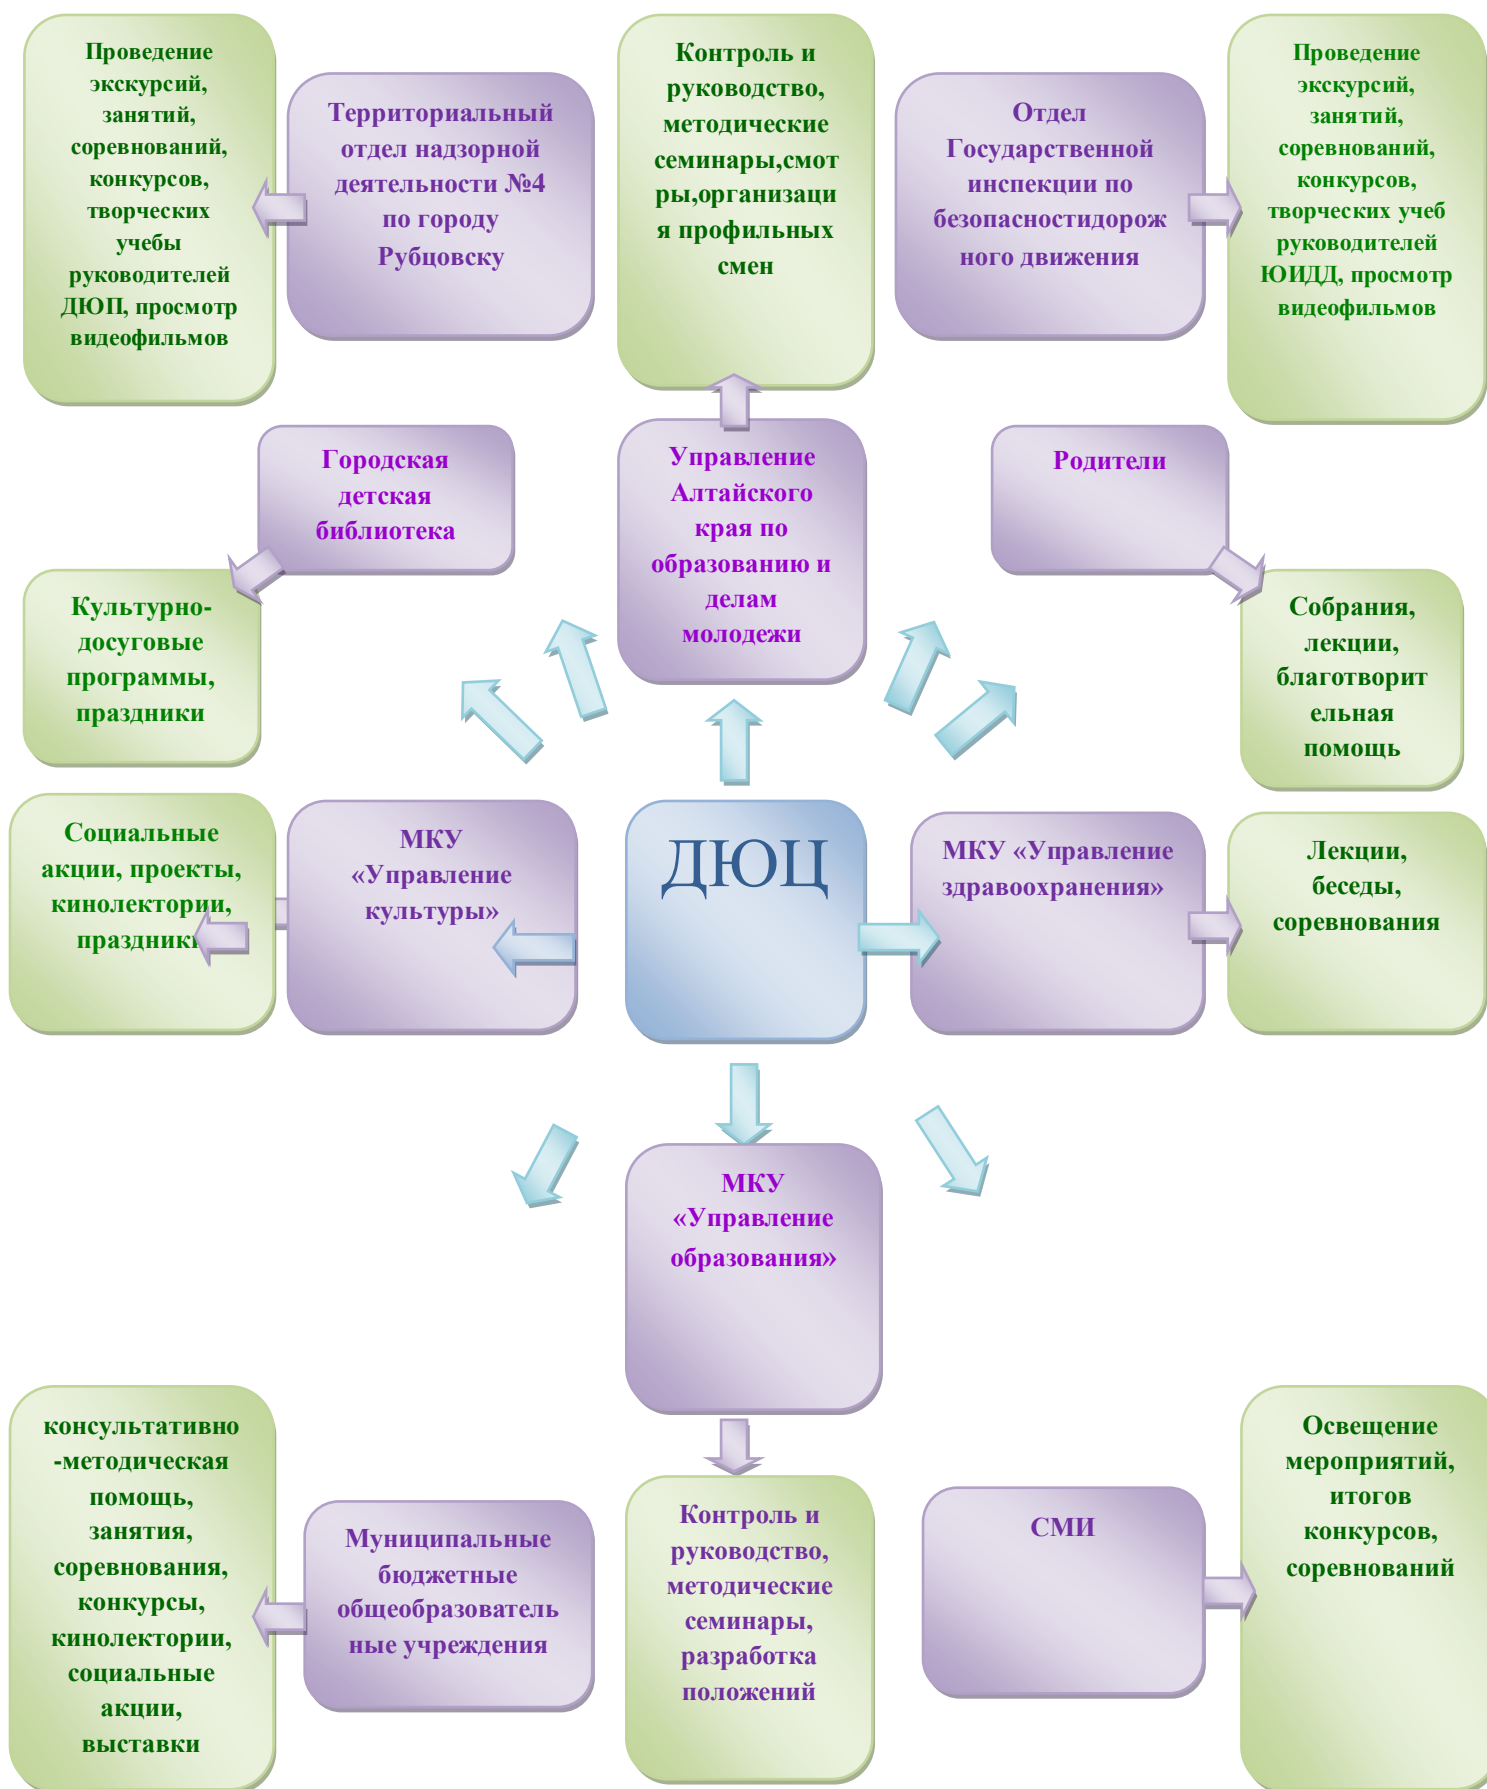 Проведение
экскурсий,
занятий,
соревнований,
конкурсов,
творческих
учебы
руководителей
ДЮП, просмотр
видеофильмов
Территориальный
отдел надзорной
деятельности №4
по городу
Рубцовску
Контроль и
руководство,
методические
семинары,смот
ры,организаци
я профильных
смен
Отдел
Государственной
инспекции по
безопасностидорож
ного движения
Проведение
экскурсий,
занятий,
соревнований,
конкурсов,
творческих учеб
руководителей
ЮИДД, просмотр
видеофильмов
Городская
детская
библиотека
Управление
Алтайского
края по
образованию и
делам
молодежи
Родители
Культурно-
досуговые
программы,
праздники
Собрания,
лекции,
благотворит
ельная
помощь
Социальные
акции, проекты,
кинолектории,
праздники
МКУ
«Управление
культуры»
ДЮЦ
МКУ «Управление
здравоохранения»
Лекции,
беседы,
соревнования
МКУ
«Управление
образования»
консультативно
-методическая
помощь,
занятия,
соревнования,
конкурсы,
кинолектории,
социальные
акции,
выставки
Муниципальные
бюджетные
общеобразователь
ные учреждения
Контроль и
руководство,
методические
семинары,
разработка
положений
СМИ
Освещение
мероприятий,
итогов
конкурсов,
соревнований